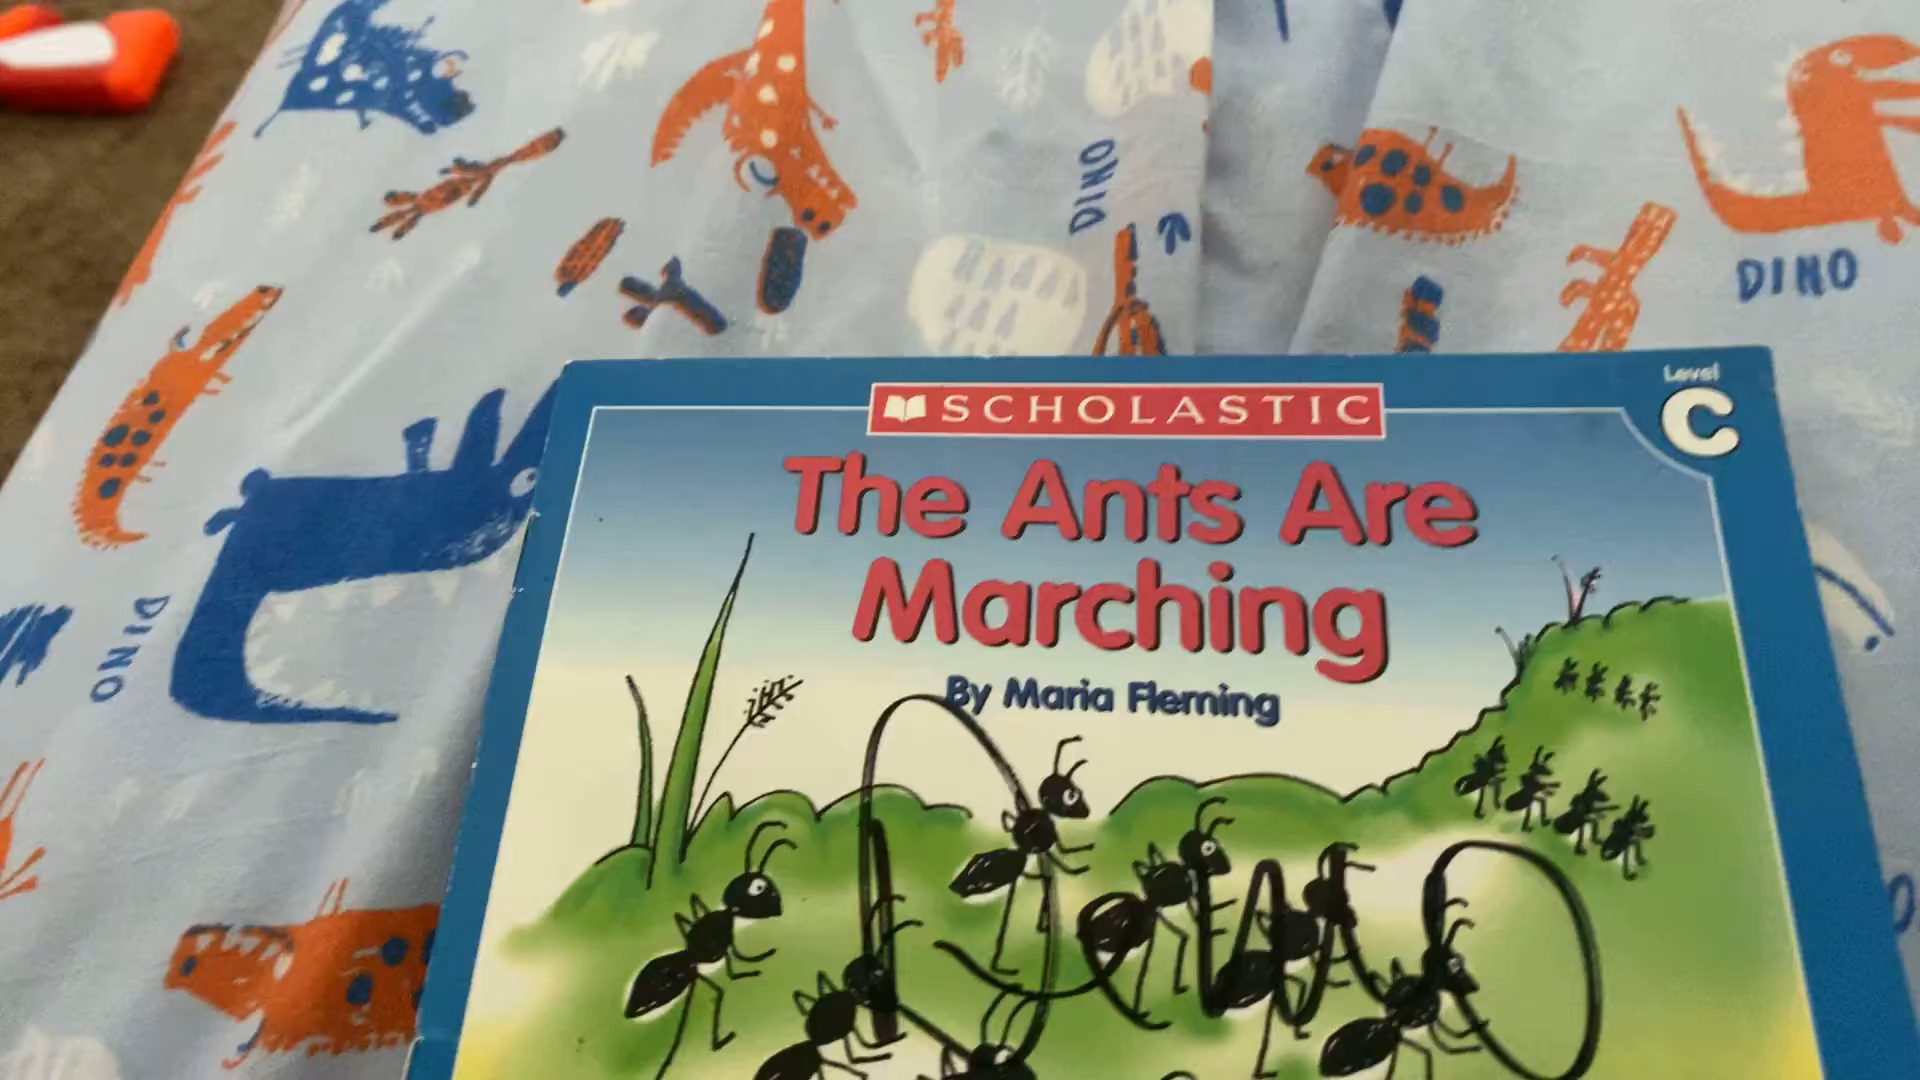 DINO
DINO
SCHOLASTIC
Level
C
The Ants Are
Marching
By Maria Fleming
DINO